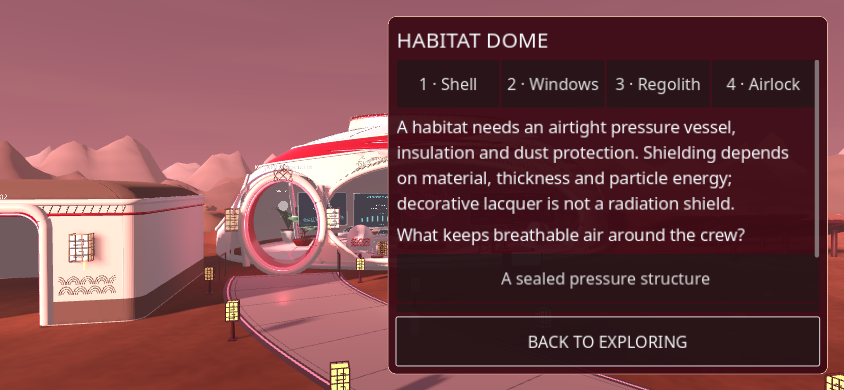 HABITAT DOME
1 · Shell
2 · Windows
3 · Regolith
4 · Airlock
A habitat needs an airtight pressure vessel,
insulation and dust protection. Shielding depends
on material, thickness and particle energy;
decorative lacquer is not a radiation shield.
What keeps breathable air around the crew?
A sealed pressure structure
BACK TO EXPLORING